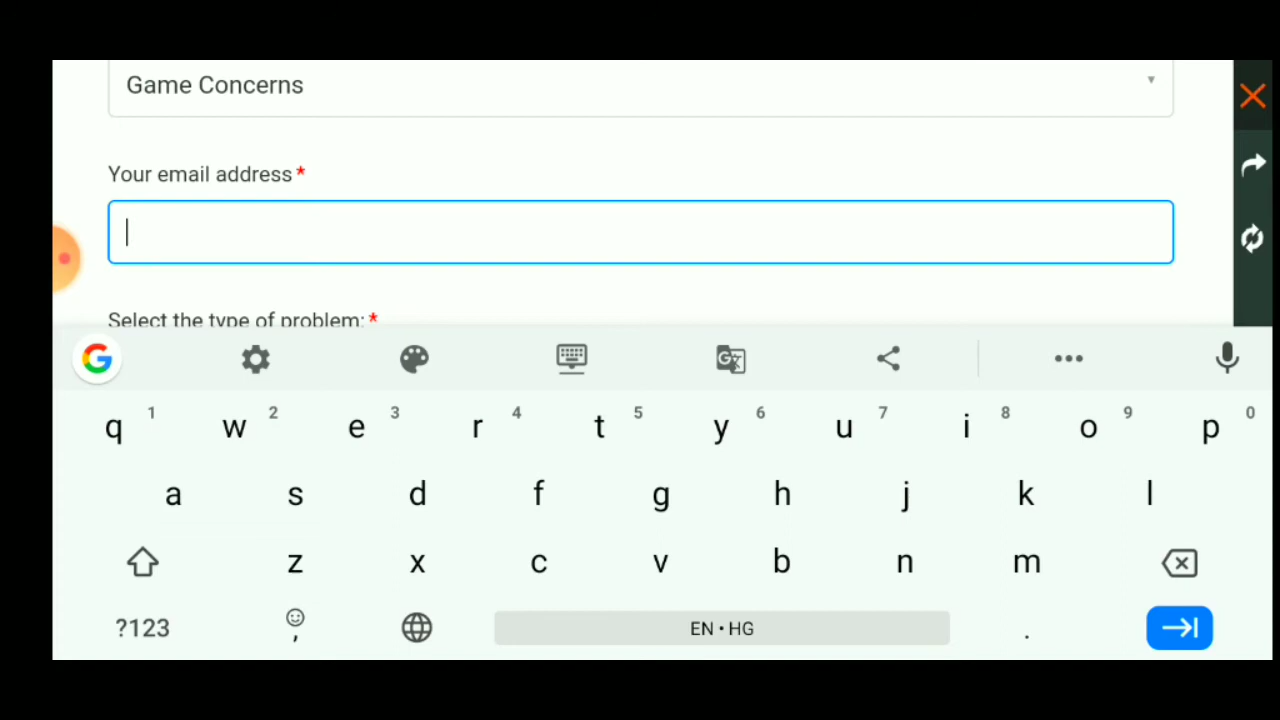 Game Concerns
Your email address*
Select the type of problem:*
q 1 w 2 e 3 r 4 t 5 y 6 u 7 i 8 o 9 p 0
a s d f g h j k l
z x c v b n m
?123 , EN • HG .